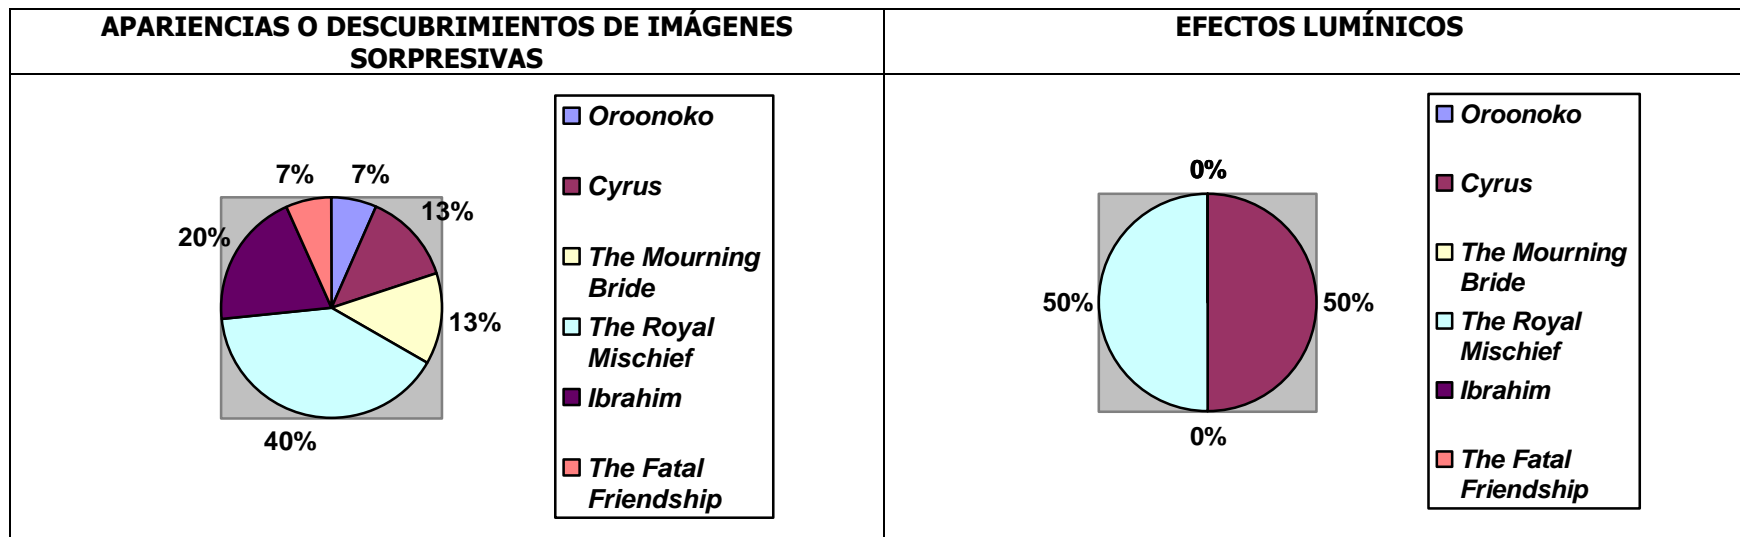 APARIENCIAS O DESCUBRIMIENTOS DE IMÁGENES
SORPRESIVAS
7%
7%
13%
20%
13%
40%
Oroonoko
Cyrus
The Mourning
Bride
The Royal
Mischief
Ibrahim
The Fatal
Friendship
EFECTOS LUMÍNICOS
0%
50%
50%
0%
Oroonoko
Cyrus
The Mourning
Bride
The Royal
Mischief
Ibrahim
The Fatal
Friendship